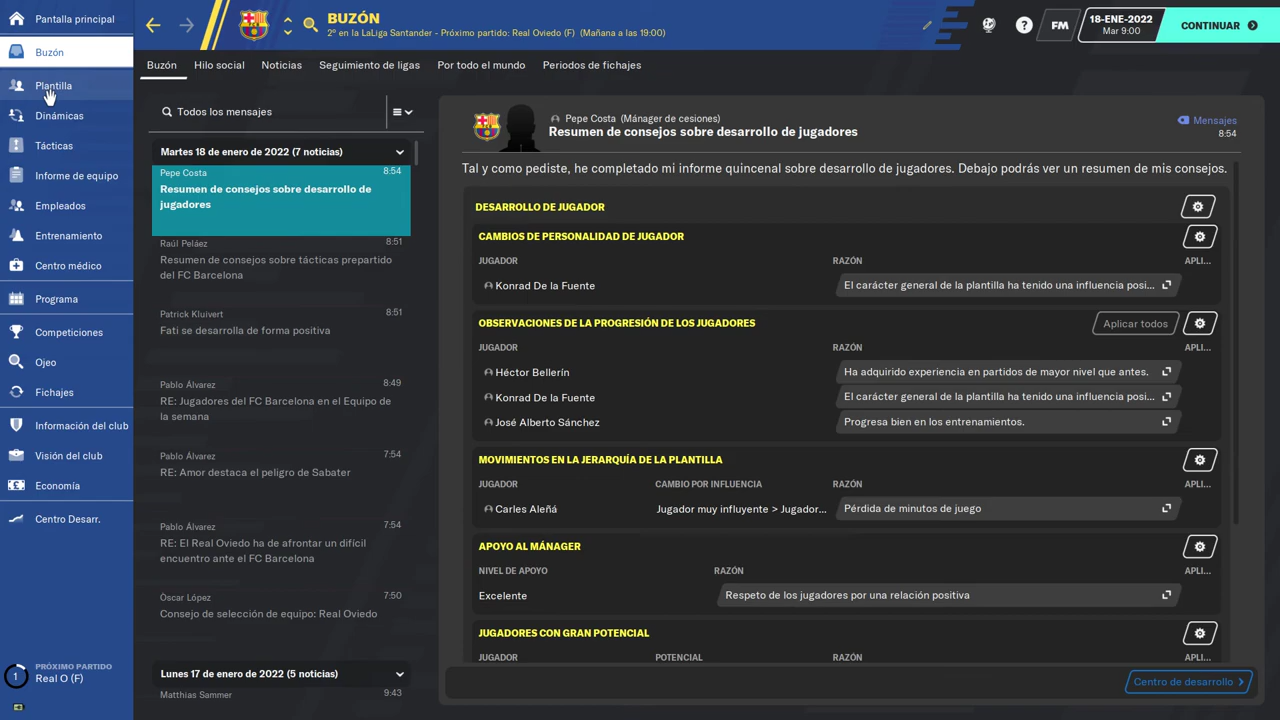 Pantalla principal
Buzón
Plantilla
Dinámicas
Tácticas
Informe de equipo
Empleados
Entrenamiento
Centro médico
Programa
Competiciones
Ojeo
Fichajes
Información del club
Visión del club
Economía
Centro Desarr.
1
PRÓXIMO PARTIDO
Real O (F)
BUZÓN
2º en la LaLiga Santander - Próximo partido: Real Oviedo (F) (Mañana a las 19:00)
?
FM
18-ENE-2022
Mar 9:00
CONTINUAR
Buzón Hilo social Noticias Seguimiento de ligas Por todo el mundo Periodos de fichajes
Todos los mensajes
Martes 18 de enero de 2022 (7 noticias)
Pepe Costa 8:54
Resumen de consejos sobre desarrollo de
jugadores
Raúl Peláez 8:51
Resumen de consejos sobre tácticas prepartido
del FC Barcelona
Patrick Kluivert 8:51
Fati se desarrolla de forma positiva
Pablo Álvarez 8:49
RE: Jugadores del FC Barcelona en el Equipo de
la semana
Pablo Álvarez 7:54
RE: Amor destaca el peligro de Sabater
Pablo Álvarez 7:54
RE: El Real Oviedo ha de afrontar un difícil
encuentro ante el FC Barcelona
Òscar López 7:50
Consejo de selección de equipo: Real Oviedo
Lunes 17 de enero de 2022 (5 noticias)
Matthias Sammer 9:43
Pepe Costa (Mánager de cesiones)
Resumen de consejos sobre desarrollo de jugadores
Mensajes
8:54
Tal y como pediste, he completado mi informe quincenal sobre desarrollo de jugadores. Debajo podrás ver un resumen de mis consejos.
DESARROLLO DE JUGADOR
CAMBIOS DE PERSONALIDAD DE JUGADOR
JUGADOR RAZÓN APLI...
Konrad De la Fuente El carácter general de la plantilla ha tenido una influencia posi...
OBSERVACIONES DE LA PROGRESIÓN DE LOS JUGADORES Aplicar todos
JUGADOR RAZÓN APLI...
Héctor Bellerín Ha adquirido experiencia en partidos de mayor nivel que antes.
Konrad De la Fuente El carácter general de la plantilla ha tenido una influencia posi...
José Alberto Sánchez Progresa bien en los entrenamientos.
MOVIMIENTOS EN LA JERARQUÍA DE LA PLANTILLA
JUGADOR CAMBIO POR INFLUENCIA RAZÓN APLI...
Carles Aleñá Jugador muy influyente > Jugador... Pérdida de minutos de juego
APOYO AL MÁNAGER
NIVEL DE APOYO RAZÓN APLI...
Excelente Respeto de los jugadores por una relación positiva
JUGADORES CON GRAN POTENCIAL
JUGADOR POTENCIAL RAZÓN APLI...
Centro de desarrollo